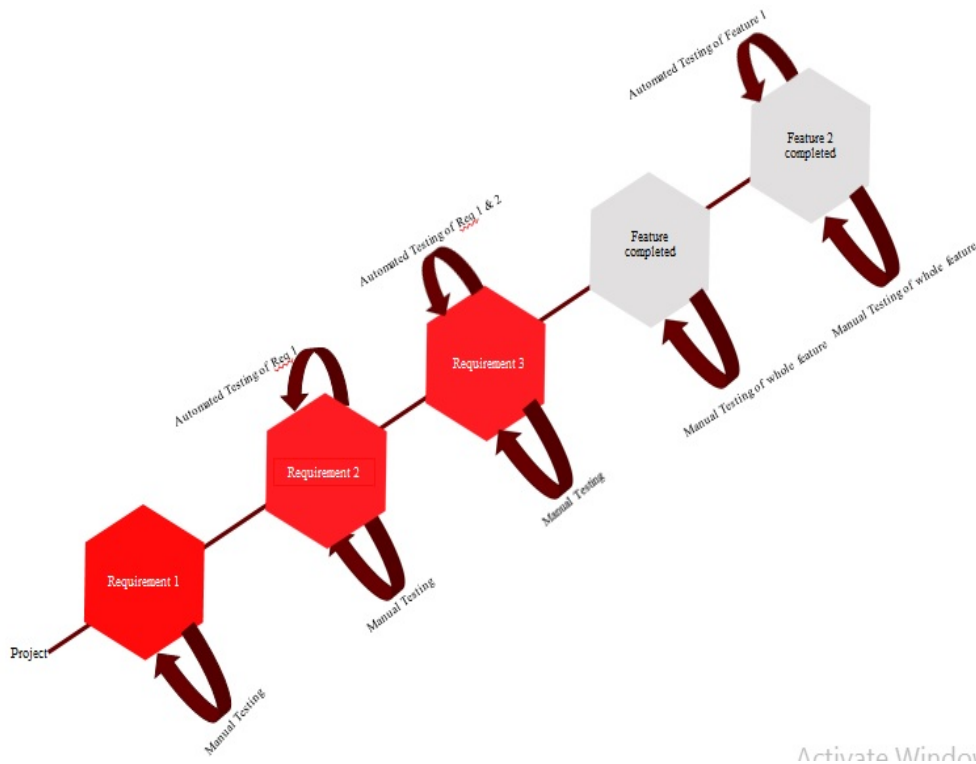 Automated Testing of Feature 1
Feature 2
completed
Automated Testing of Req 1 & 2
Feature
completed
Manual Testing of whole feature
Manual Testing of whole feature
Automated Testing of Req 1
Requirement 3
Requirement 2
Manual Testing
Requirement 1
Manual Testing
Project
Manual Testing
Activate Window